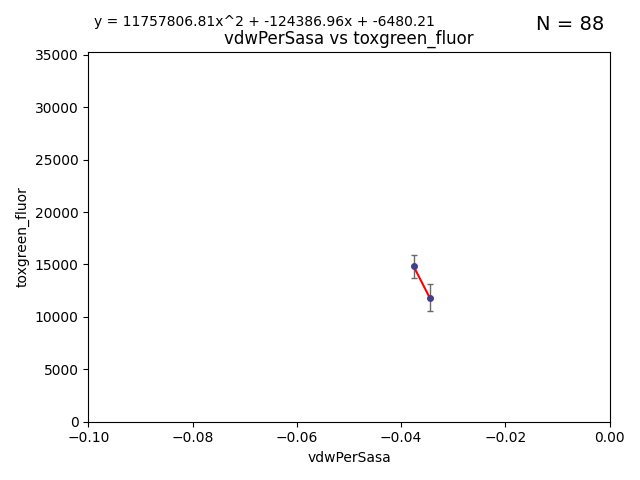 y = 11757806.81x^2 + -124386.96x + -6480.21
N = 88
vdwPerSasa vs toxgreen_fluor
35000
30000
25000
20000
15000
10000
5000
0
toxgreen_fluor
−0.10 −0.08 −0.06 −0.04 −0.02 0.00
vdwPerSasa